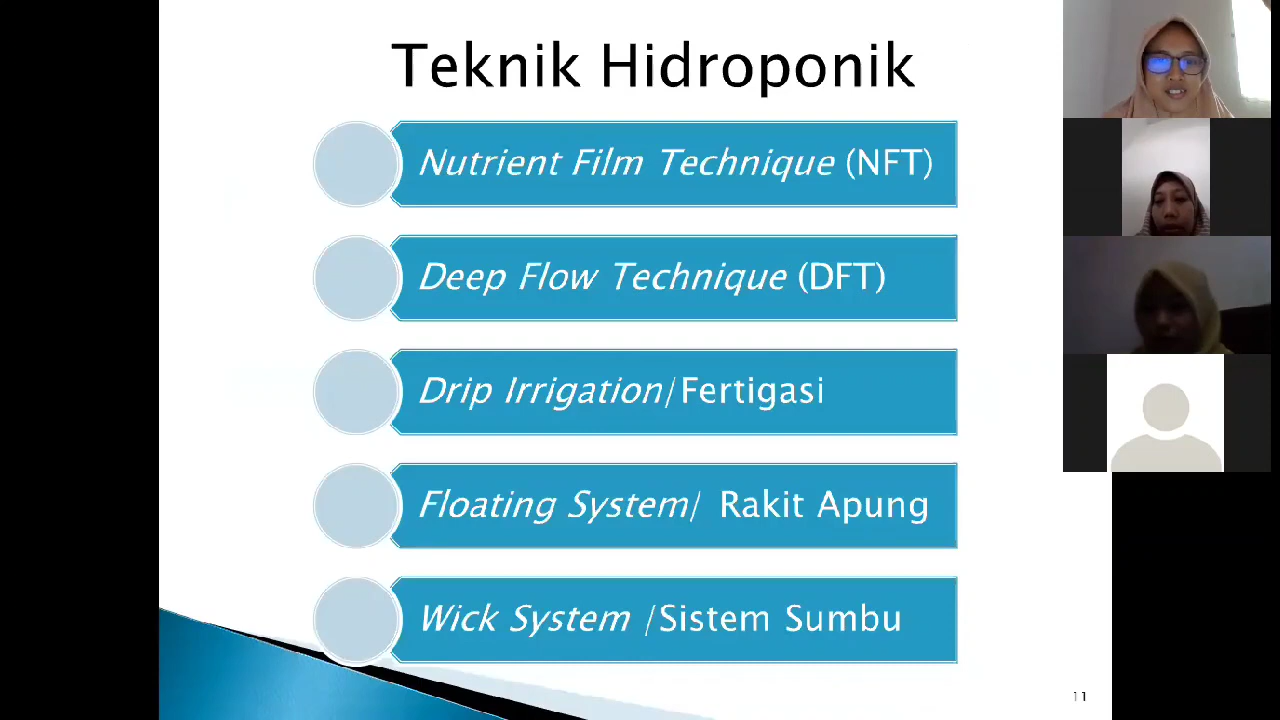 Teknik Hidroponik
Nutrient Film Technique (NFT)
Deep Flow Technique (DFT)
Drip Irrigation/Fertigasi
Floating System/ Rakit Apung
Wick System /Sistem Sumbu
11